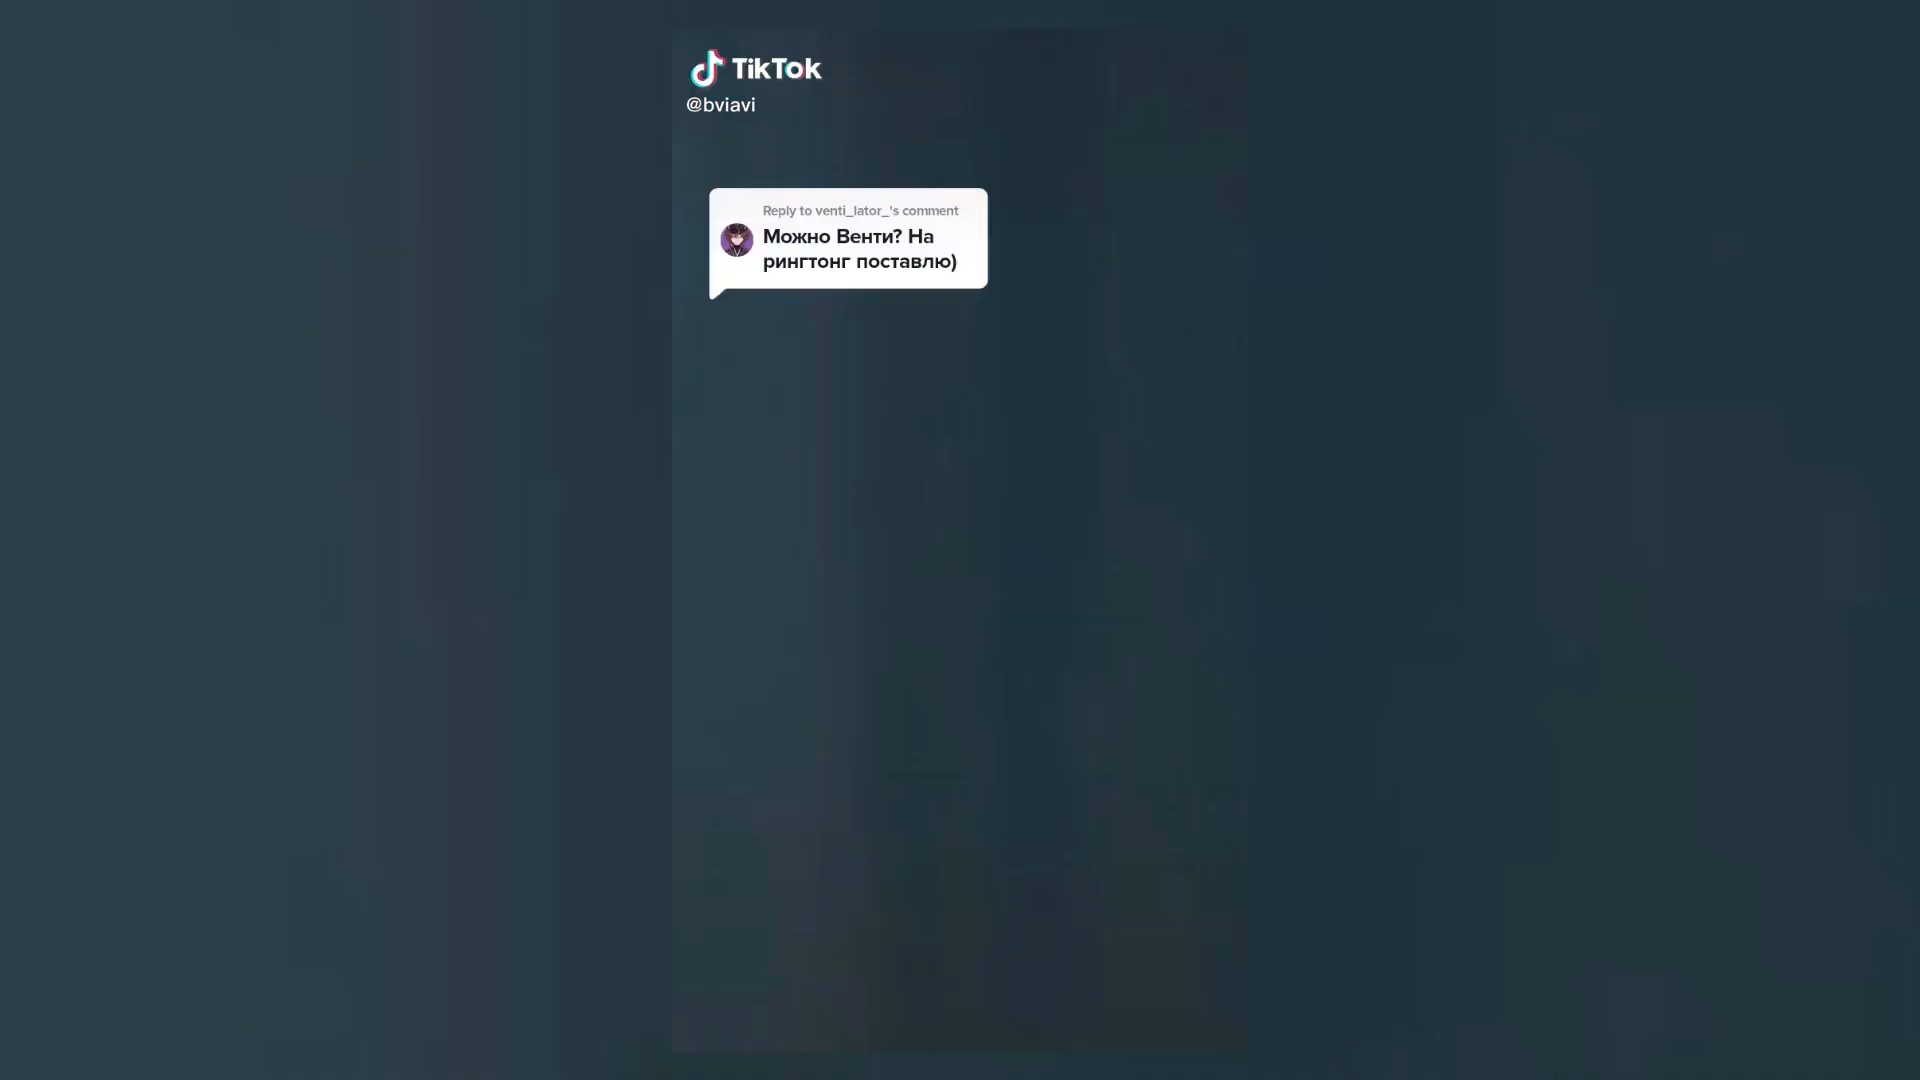 TikTok
@bviavi
Reply to venti_lator_'s comment
Можно Венти? На
рингтонг поставлю)